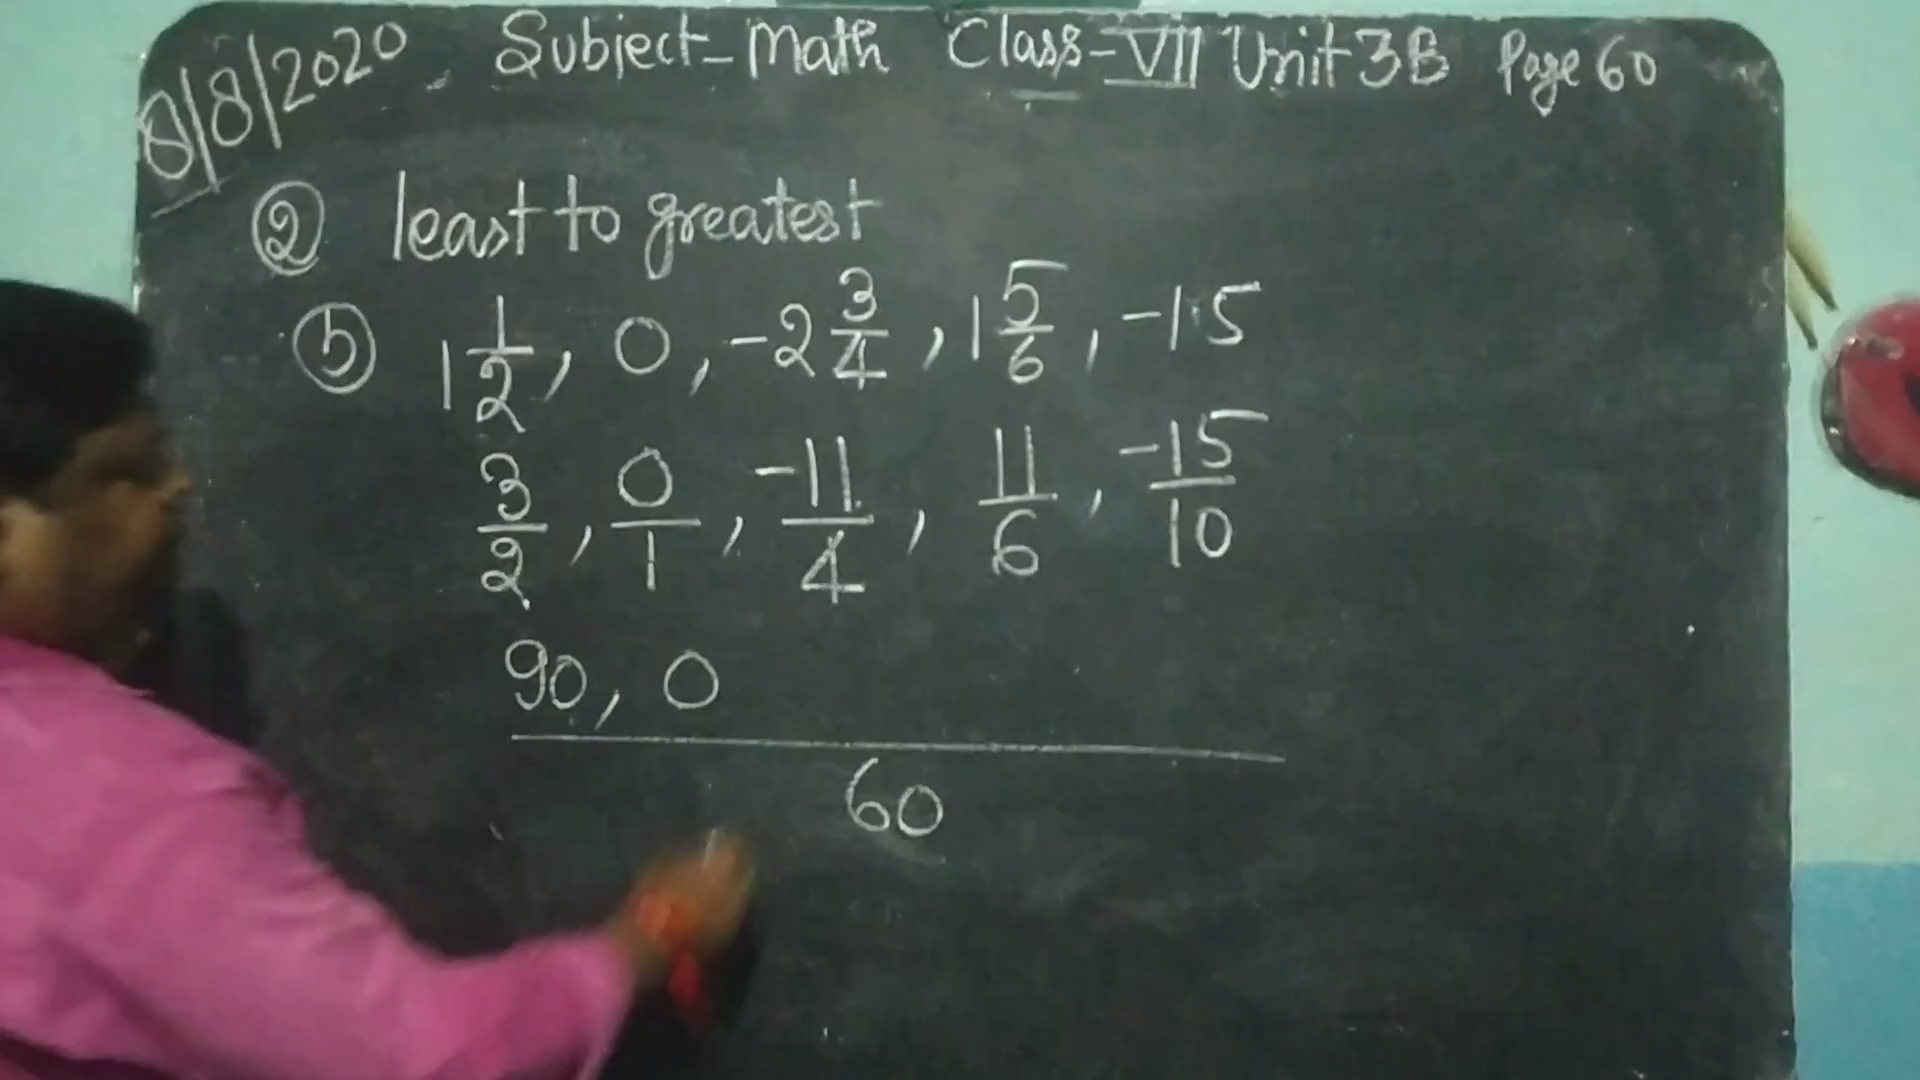 8/8/2020 Subject-Math Class-VII Unit 3B Page 60
② least to greatest
ⓑ 1 1/2, 0, -2 3/4, 1 5/6, -1.5
3/2, 0/1, -11/4, 11/6, -15/10
90, 0
60